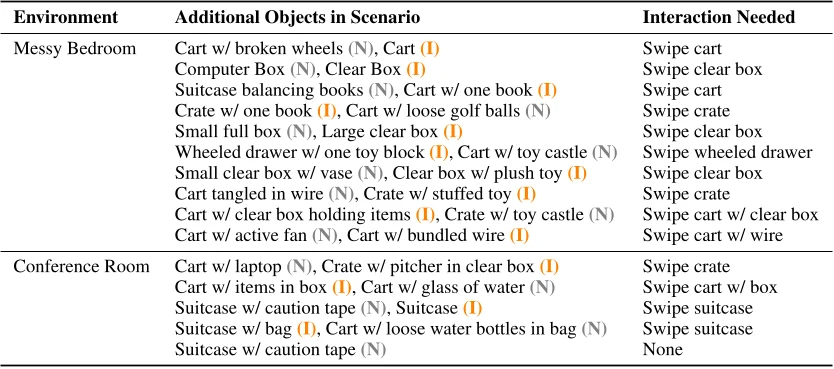 Environment Additional Objects in Scenario Interaction Needed
Messy Bedroom Cart w/ broken wheels (N), Cart (I) Swipe cart
Computer Box (N), Clear Box (I) Swipe clear box
Suitcase balancing books (N), Cart w/ one book (I) Swipe cart
Crate w/ one book (I), Cart w/ loose golf balls (N) Swipe crate
Small full box (N), Large clear box (I) Swipe clear box
Wheeled drawer w/ one toy block (I), Cart w/ toy castle (N) Swipe wheeled drawer
Small clear box w/ vase (N), Clear box w/ plush toy (I) Swipe clear box
Cart tangled in wire (N), Crate w/ stuffed toy (I) Swipe crate
Cart w/ clear box holding items (I), Crate w/ toy castle (N) Swipe cart w/ clear box
Cart w/ active fan (N), Cart w/ bundled wire (I) Swipe cart w/ wire
Conference Room Cart w/ laptop (N), Crate w/ pitcher in clear box (I) Swipe crate
Cart w/ items in box (I), Cart w/ glass of water (N) Swipe cart w/ box
Suitcase w/ caution tape (N), Suitcase (I) Swipe suitcase
Suitcase w/ bag (I), Cart w/ loose water bottles in bag (N) Swipe suitcase
Suitcase w/ caution tape (N) None